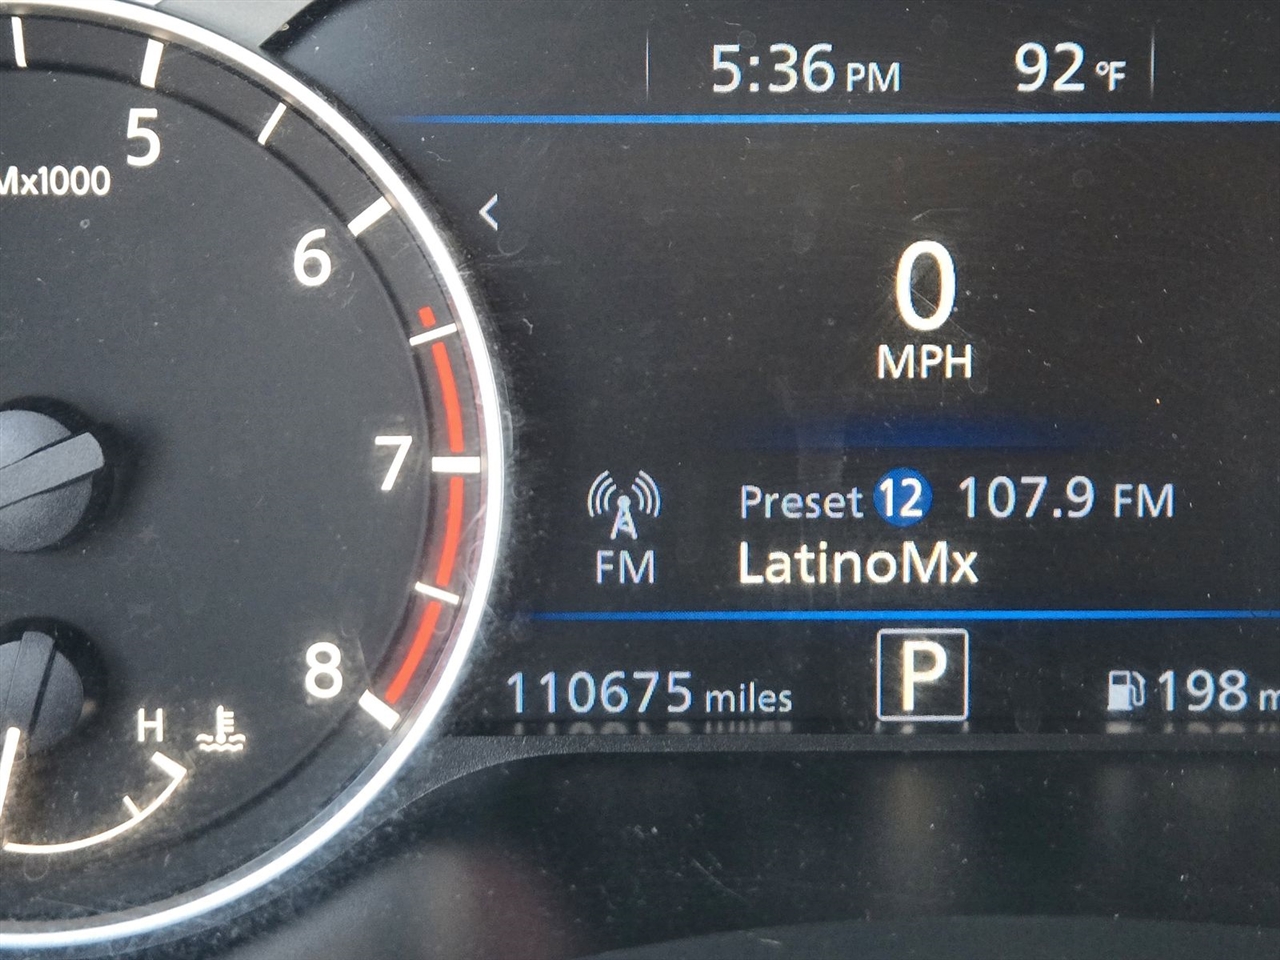 5:36 PM 92 °F
5
Mx1000
6
0
MPH
7
Preset 12 107.9 FM
FM
LatinoMx
8
110675 miles
P
198 m
H